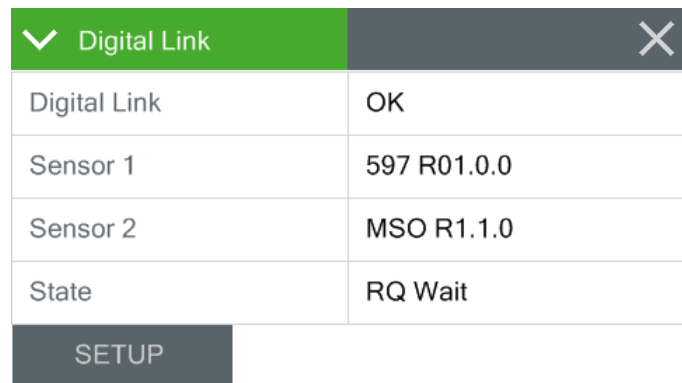 Digital Link
Digital Link OK
Sensor 1 597 R01.0.0
Sensor 2 MSO R1.1.0
State RQ Wait
SETUP